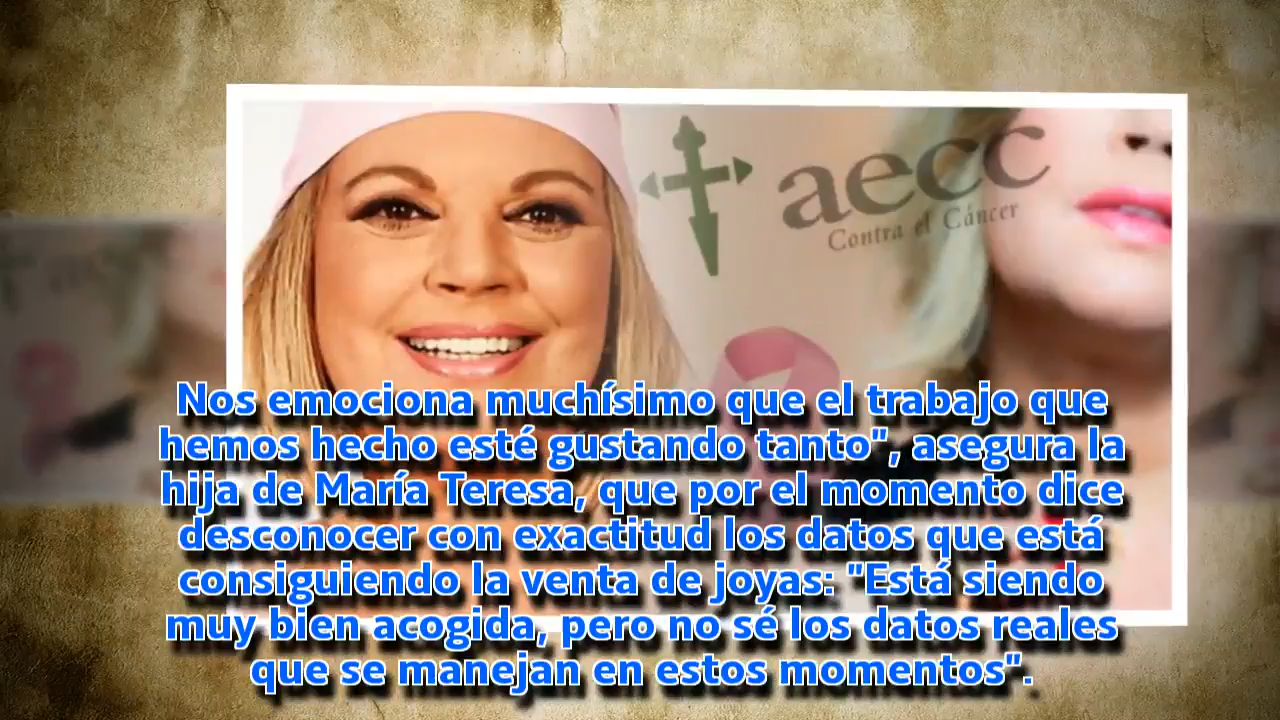 aecc
Contra el Cáncer
Nos emociona muchísimo que el trabajo que
hemos hecho esté gustando tanto", asegura la
hija de María Teresa, que por el momento dice
desconocer con exactitud los datos que está
consiguiendo la venta de joyas: "Está siendo
muy bien acogida, pero no sé los datos reales
que se manejan en estos momentos".